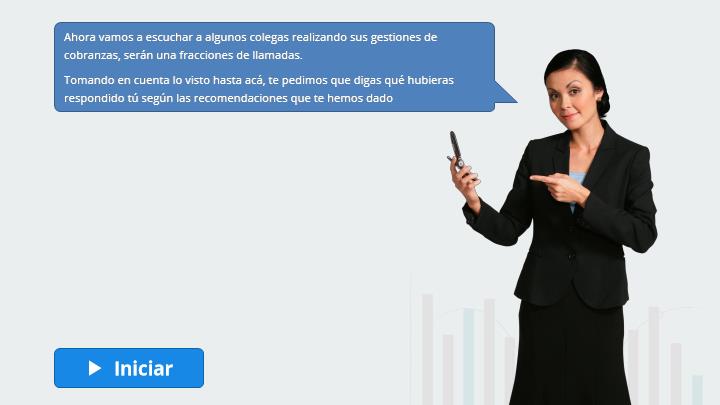 Ahora vamos a escuchar a algunos colegas realizando sus gestiones de
cobranzas, serán una fracciones de llamadas.
Tomando en cuenta lo visto hasta acá, te pedimos que digas qué hubieras
respondido tú según las recomendaciones que te hemos dado
Iniciar